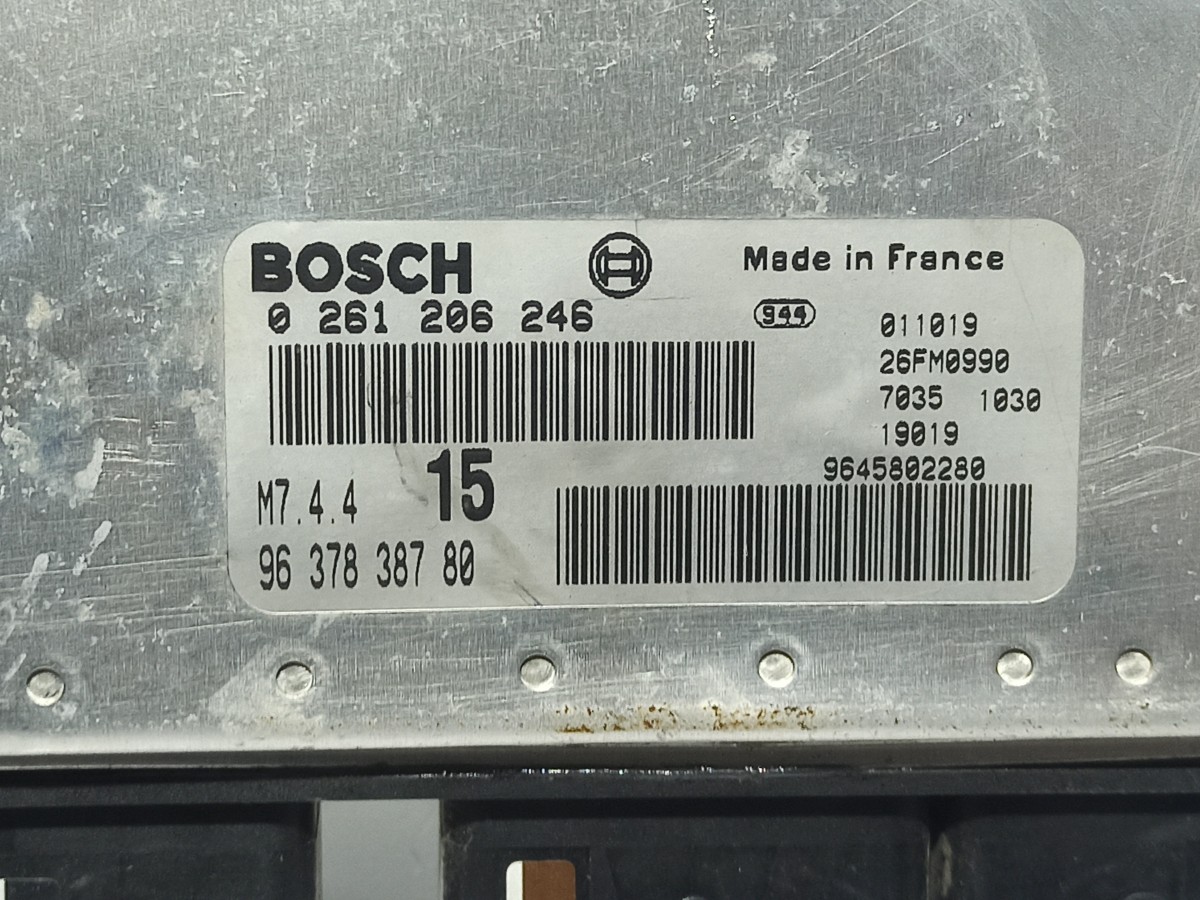 BOSCH
Made in France
0 261 206 246
944
011019
26FM0990
7035 1030
19019
9645802280
M7.4.4
15
96 378 387 80